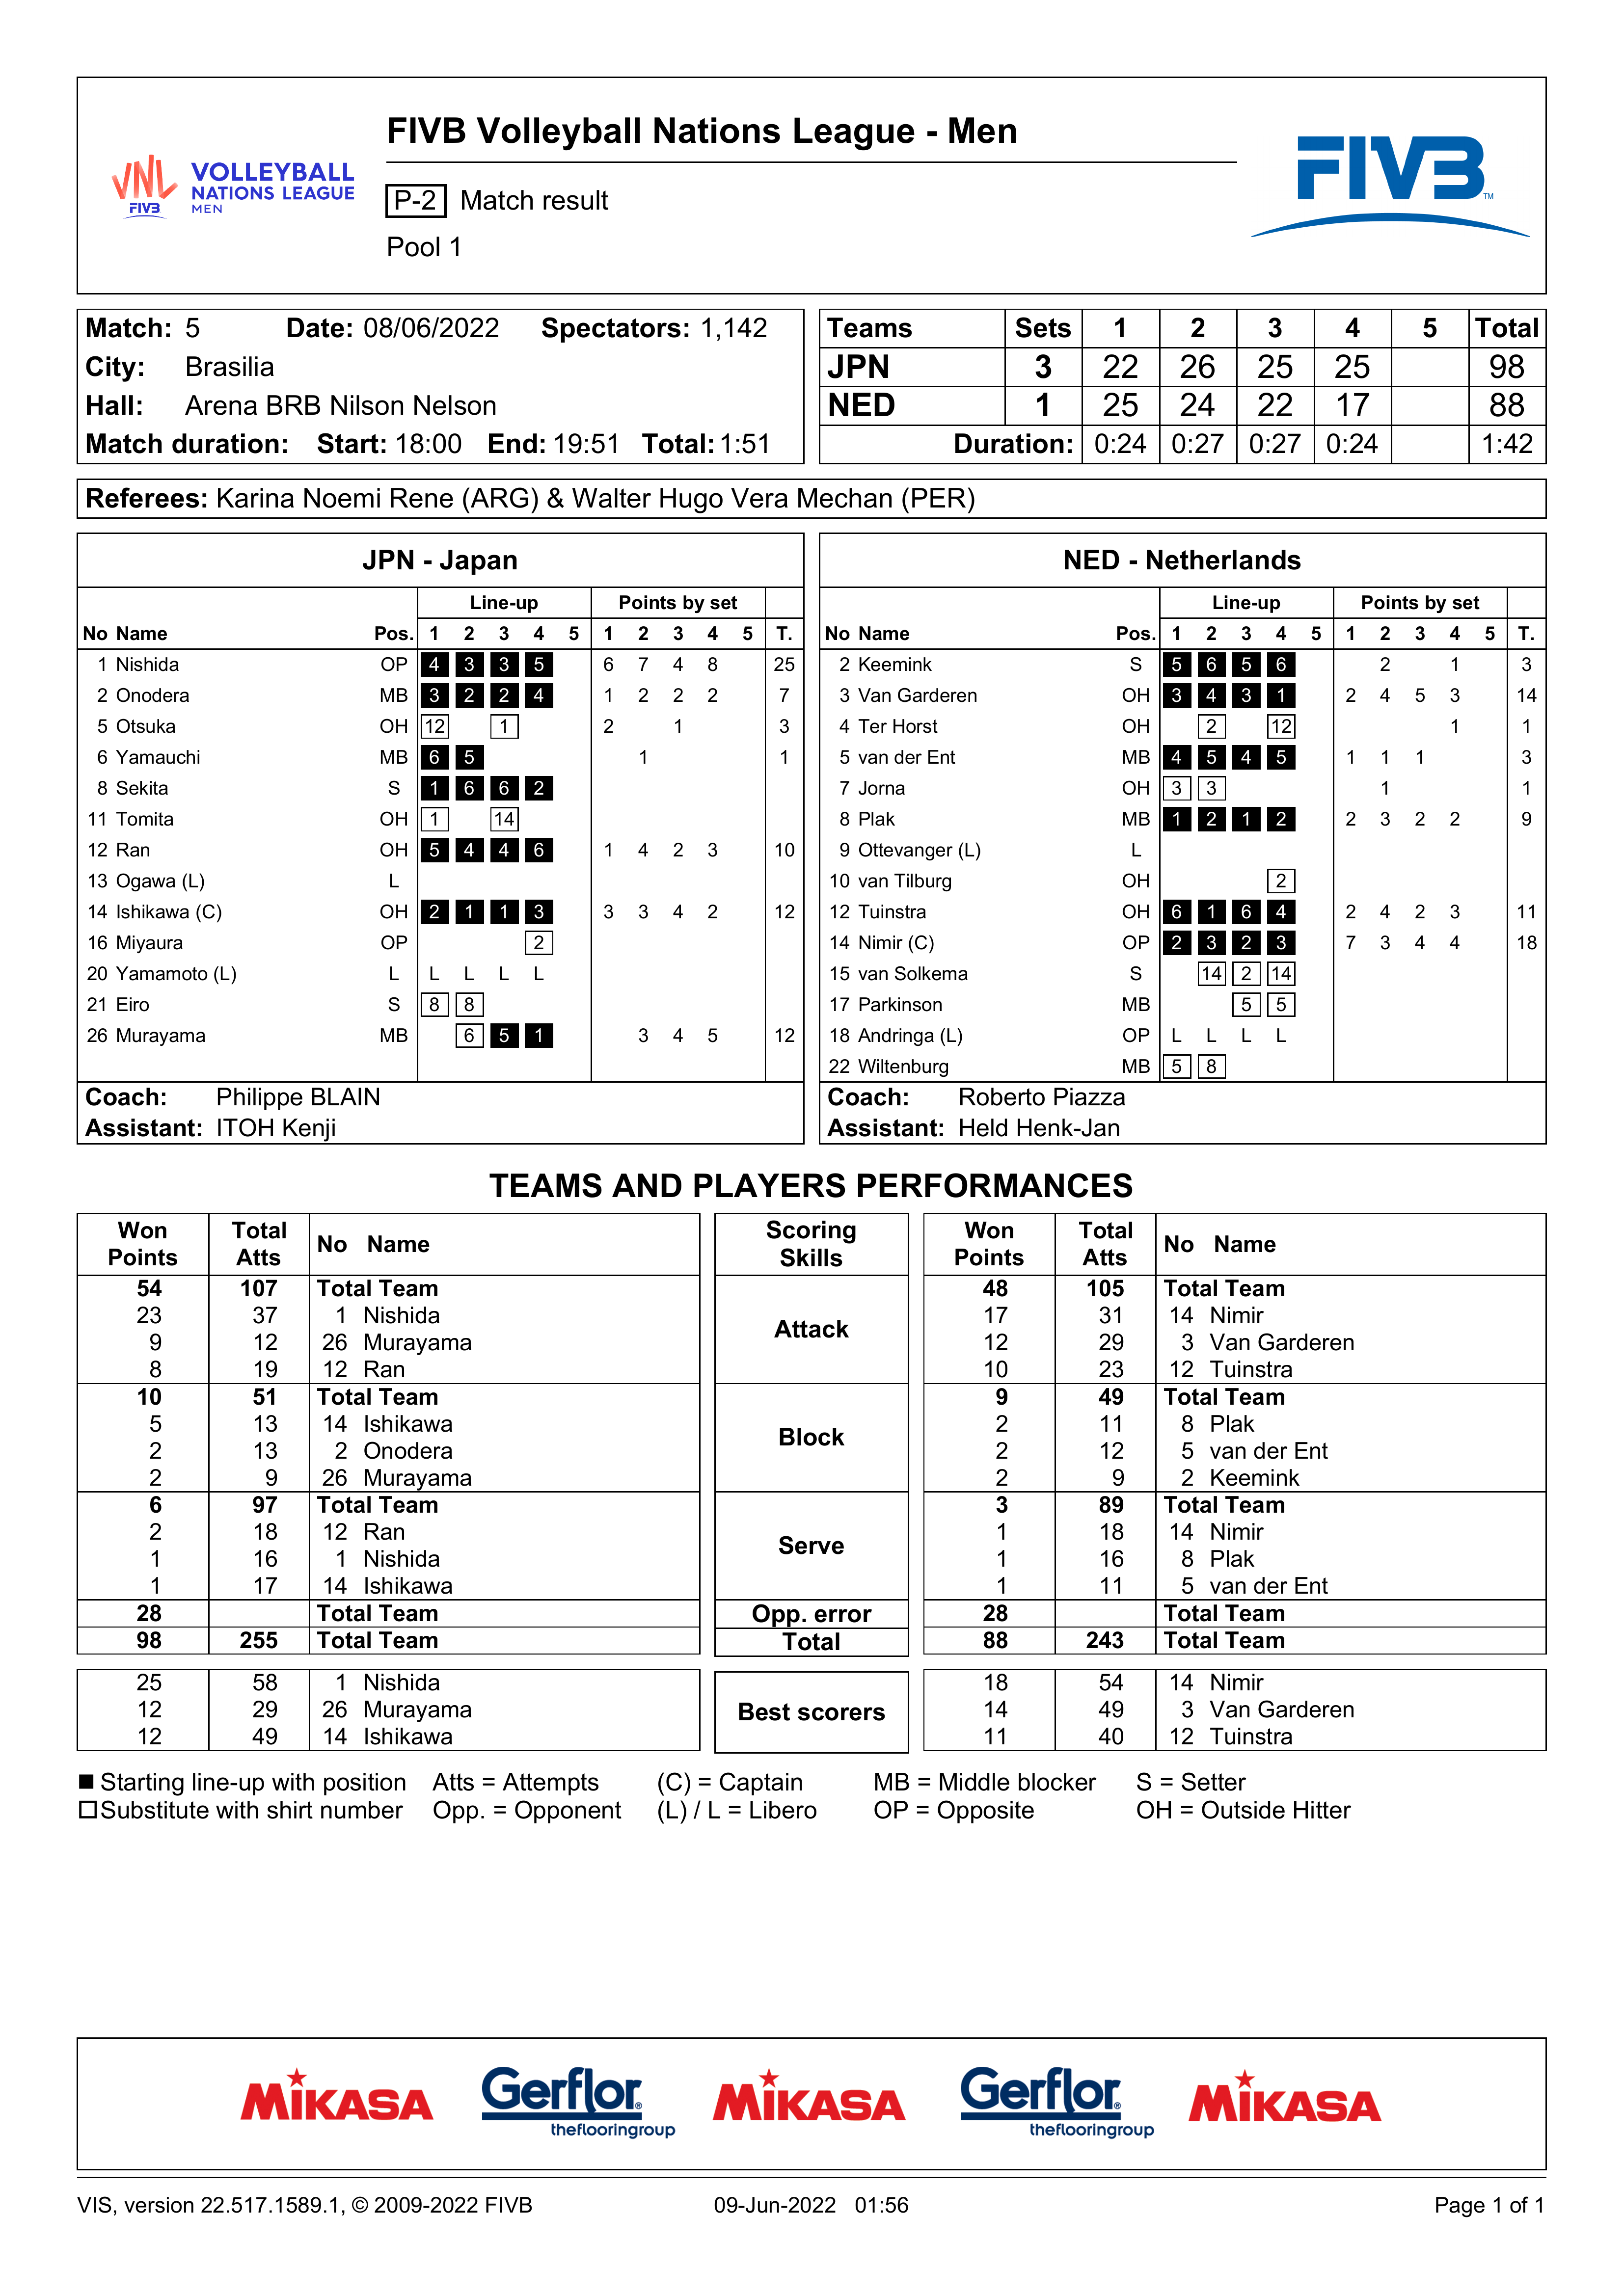 FIVB Volleyball Nations League - Men
VNL FIVB VOLLEYBALL NATIONS LEAGUE MEN
P-2 Match result
Pool 1
FIVB TM
Match: 5 Date: 08/06/2022 Spectators: 1,142
City: Brasilia
Hall: Arena BRB Nilson Nelson
Match duration: Start: 18:00 End: 19:51 Total: 1:51
Teams Sets 1 2 3 4 5 Total
JPN 3 22 26 25 25 98
NED 1 25 24 22 17 88
Duration: 0:24 0:27 0:27 0:24 1:42
Referees: Karina Noemi Rene (ARG) & Walter Hugo Vera Mechan (PER)
JPN - Japan
Line-up Points by set
No Name Pos. 1 2 3 4 5 1 2 3 4 5 T.
1 Nishida OP 4 3 3 5 6 7 4 8 25
2 Onodera MB 3 2 2 4 1 2 2 2 7
5 Otsuka OH 12 1 2 1 3
6 Yamauchi MB 6 5 1 1
8 Sekita S 1 6 6 2
11 Tomita OH 1 14
12 Ran OH 5 4 4 6 1 4 2 3 10
13 Ogawa (L) L
14 Ishikawa (C) OH 2 1 1 3 3 3 4 2 12
16 Miyaura OP 2
20 Yamamoto (L) L L L L L
21 Eiro S 8 8
26 Murayama MB 6 5 1 3 4 5 12
Coach: Philippe BLAIN
Assistant: ITOH Kenji
NED - Netherlands
Line-up Points by set
No Name Pos. 1 2 3 4 5 1 2 3 4 5 T.
2 Keemink S 5 6 5 6 2 1 3
3 Van Garderen OH 3 4 3 1 2 4 5 3 14
4 Ter Horst OH 2 12 1 1
5 van der Ent MB 4 5 4 5 1 1 1 3
7 Jorna OH 3 3 1 1
8 Plak MB 1 2 1 2 2 3 2 2 9
9 Ottevanger (L) L
10 van Tilburg OH 2
12 Tuinstra OH 6 1 6 4 2 4 2 3 11
14 Nimir (C) OP 2 3 2 3 7 3 4 4 18
15 van Solkema S 14 2 14
17 Parkinson MB 5 5
18 Andringa (L) OP L L L L
22 Wiltenburg MB 5 8
Coach: Roberto Piazza
Assistant: Held Henk-Jan
TEAMS AND PLAYERS PERFORMANCES
Won Points Total Atts No Name Scoring Skills Won Points Total Atts No Name
54 107 Total Team Attack 48 105 Total Team
23 37 1 Nishida 17 31 14 Nimir
9 12 26 Murayama 12 29 3 Van Garderen
8 19 12 Ran 10 23 12 Tuinstra
10 51 Total Team Block 9 49 Total Team
5 13 14 Ishikawa 2 11 8 Plak
2 13 2 Onodera 2 12 5 van der Ent
2 9 26 Murayama 2 9 2 Keemink
6 97 Total Team Serve 3 89 Total Team
2 18 12 Ran 1 18 14 Nimir
1 16 1 Nishida 1 16 8 Plak
1 17 14 Ishikawa 1 11 5 van der Ent
28 Total Team Opp. error 28 Total Team
98 255 Total Team Total 88 243 Total Team
25 58 1 Nishida Best scorers 18 54 14 Nimir
12 29 26 Murayama 14 49 3 Van Garderen
12 49 14 Ishikawa 11 40 12 Tuinstra
Starting line-up with position Atts = Attempts (C) = Captain MB = Middle blocker S = Setter
Substitute with shirt number Opp. = Opponent (L) / L = Libero OP = Opposite OH = Outside Hitter
MIKASA Gerflor® theflooringgroup MIKASA Gerflor® theflooringgroup MIKASA
VIS, version 22.517.1589.1, © 2009-2022 FIVB 09-Jun-2022 01:56 Page 1 of 1